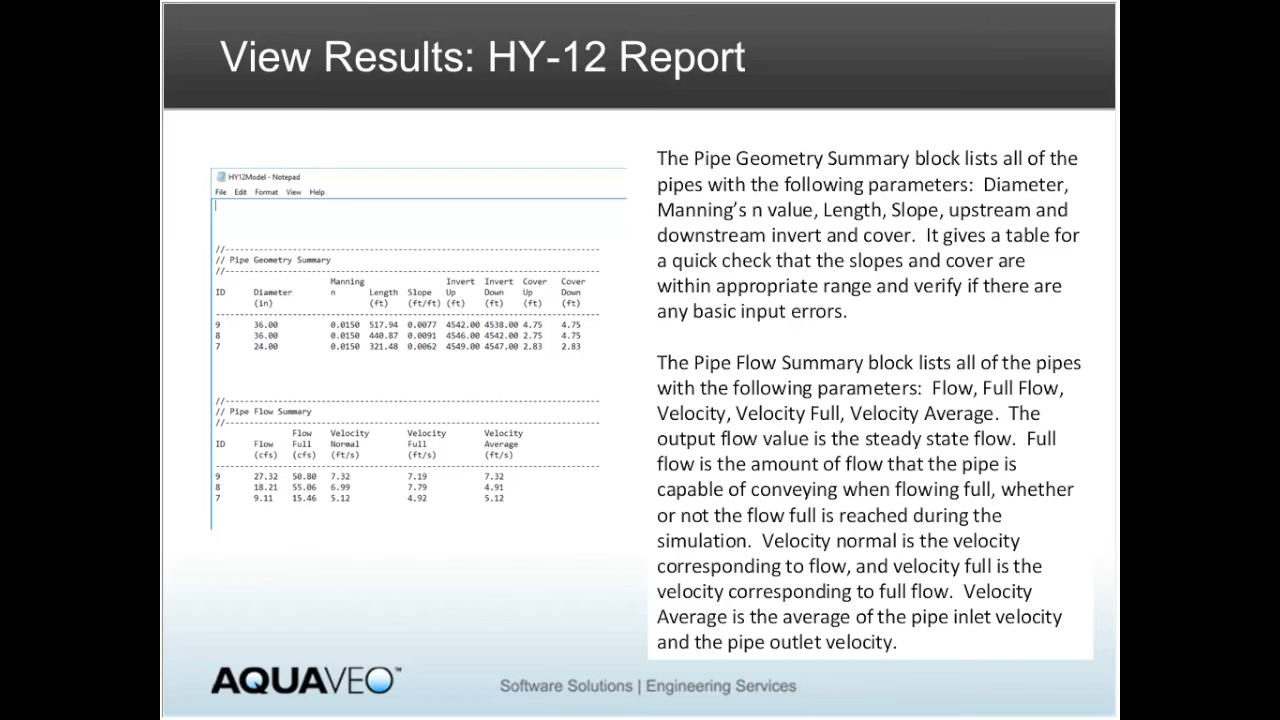 View Results: HY-12 Report
HY12Model - Notepad
File Edit Format View Help
//----------------------------------------------------------------
// Pipe Geometry Summary
//----------------------------------------------------------------
Manning Invert Invert Cover Cover
ID Diameter n Length Slope Up Down Up Down
(in) (ft) (ft/ft) (ft) (ft) (ft) (ft)
----------------------------------------------------------------
9 36.00 0.0150 517.94 0.0077 4542.00 4538.00 4.75 4.75
8 36.00 0.0150 440.87 0.0091 4546.00 4542.00 2.75 4.75
7 24.00 0.0150 321.48 0.0062 4549.00 4547.00 2.83 2.83
//----------------------------------------------------------------
// Pipe Flow Summary
//----------------------------------------------------------------
Flow Velocity Velocity Velocity
ID Flow Full Normal Full Average
(cfs) (cfs) (ft/s) (ft/s) (ft/s)
----------------------------------------------------------------
9 27.32 50.80 7.32 7.19 7.32
8 18.21 55.06 6.99 7.79 4.91
7 9.11 15.46 5.12 4.92 5.12
The Pipe Geometry Summary block lists all of the
pipes with the following parameters: Diameter,
Manning's n value, Length, Slope, upstream and
downstream invert and cover. It gives a table for
a quick check that the slopes and cover are
within appropriate range and verify if there are
any basic input errors.
The Pipe Flow Summary block lists all of the pipes
with the following parameters: Flow, Full Flow,
Velocity, Velocity Full, Velocity Average. The
output flow value is the steady state flow. Full
flow is the amount of flow that the pipe is
capable of conveying when flowing full, whether
or not the flow full is reached during the
simulation. Velocity normal is the velocity
corresponding to flow, and velocity full is the
velocity corresponding to full flow. Velocity
Average is the average of the pipe inlet velocity
and the pipe outlet velocity.
AQUAVEO™
Software Solutions | Engineering Services